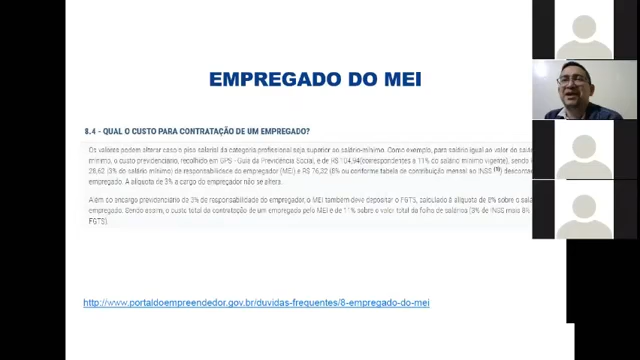 EMPREGADO DO MEI
8.4 - QUAL O CUSTO PARA CONTRATAÇÃO DE UM EMPREGADO?
Os valores podem alterar caso o piso salarial da categoria profissional seja superior ao salário-mínimo. Como exemplo, para salário igual ao valor do salár
mínimo, o custo previdenciário, recolhido em GPS - Guia da Previdência Social, é de R$ 104,94(correspondentes a 11% do salário mínimo vigente), sendo
28,62 (3% do salário mínimo) de responsabilidade do empregador (MEI) e R$ 76,32 (8% ou conforme tabela de contribuição mensal ao INSS desconta
empregado. A alíquota de 3% a cargo do empregador não se altera.
Além do encargo previdenciário de 3% de responsabilidade do empregador, o MEI também deve depositar o FGTS, calculado à alíquota de 8% sobre o salá
empregado. Sendo assim, o custo total da contratação de um empregado pelo MEI é de 11% sobre o valor total da folha de salários (3% de INSS mais 8%
FGTS).
http://www.portaldoempreendedor.gov.br/duvidas-frequentes/8-empregado-do-mei